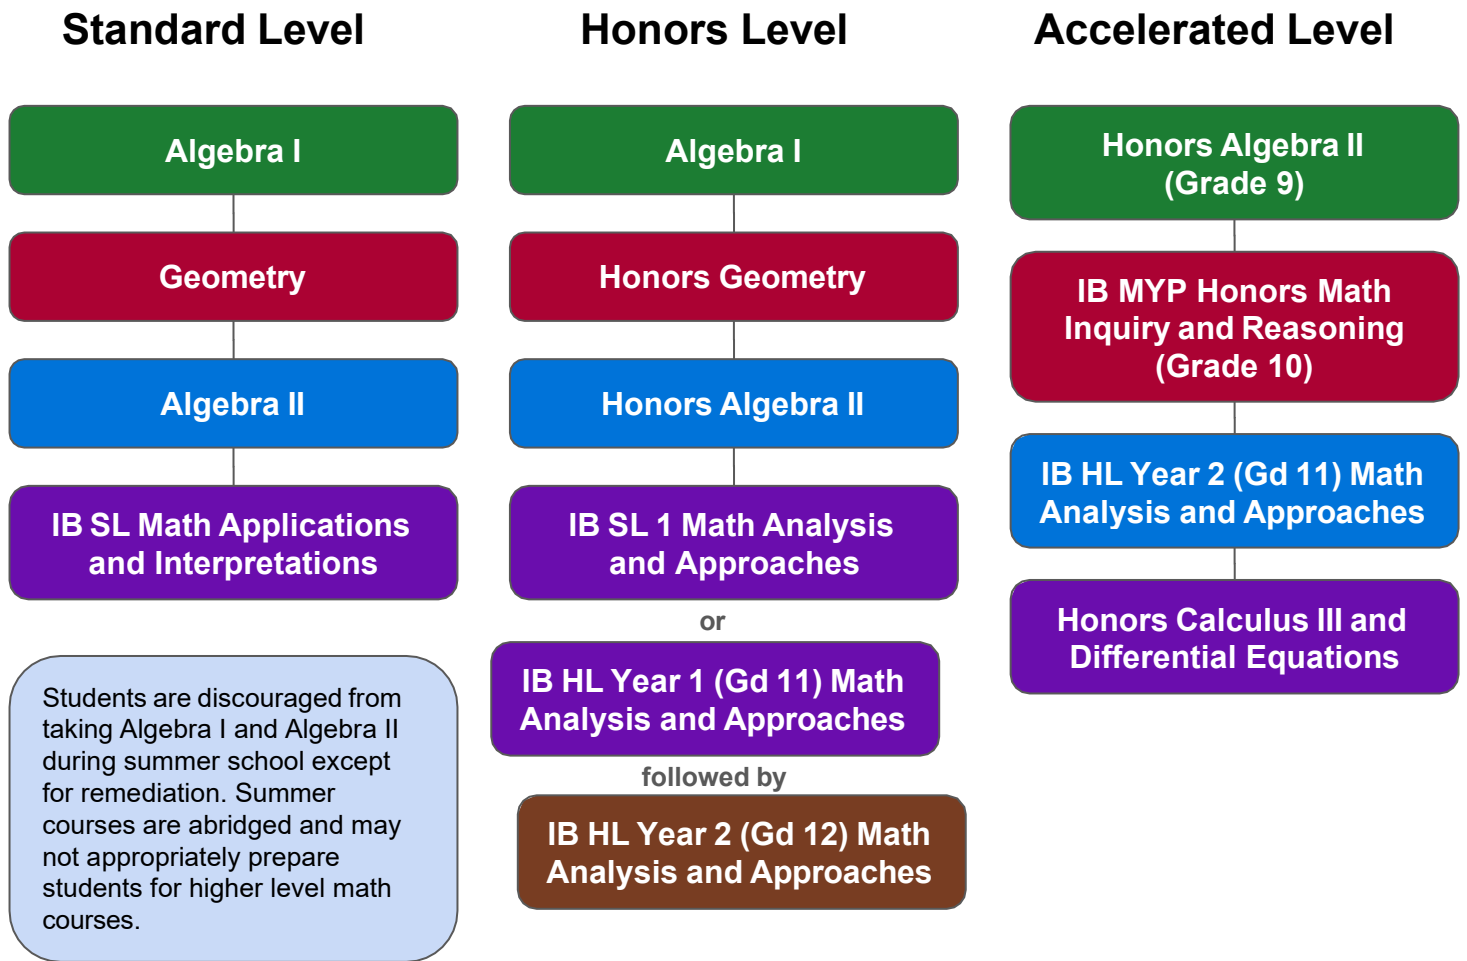 Standard Level
Algebra I
Geometry
Algebra II
IB SL Math Applications
and Interpretations
Students are discouraged from
taking Algebra I and Algebra II
during summer school except
for remediation. Summer
courses are abridged and may
not appropriately prepare
students for higher level math
courses.
Honors Level
Algebra I
Honors Geometry
Honors Algebra II
IB SL 1 Math Analysis
and Approaches
or
IB HL Year 1 (Gd 11) Math
Analysis and Approaches
followed by
IB HL Year 2 (Gd 12) Math
Analysis and Approaches
Accelerated Level
Honors Algebra II
(Grade 9)
IB MYP Honors Math
Inquiry and Reasoning
(Grade 10)
IB HL Year 2 (Gd 11) Math
Analysis and Approaches
Honors Calculus III and
Differential Equations